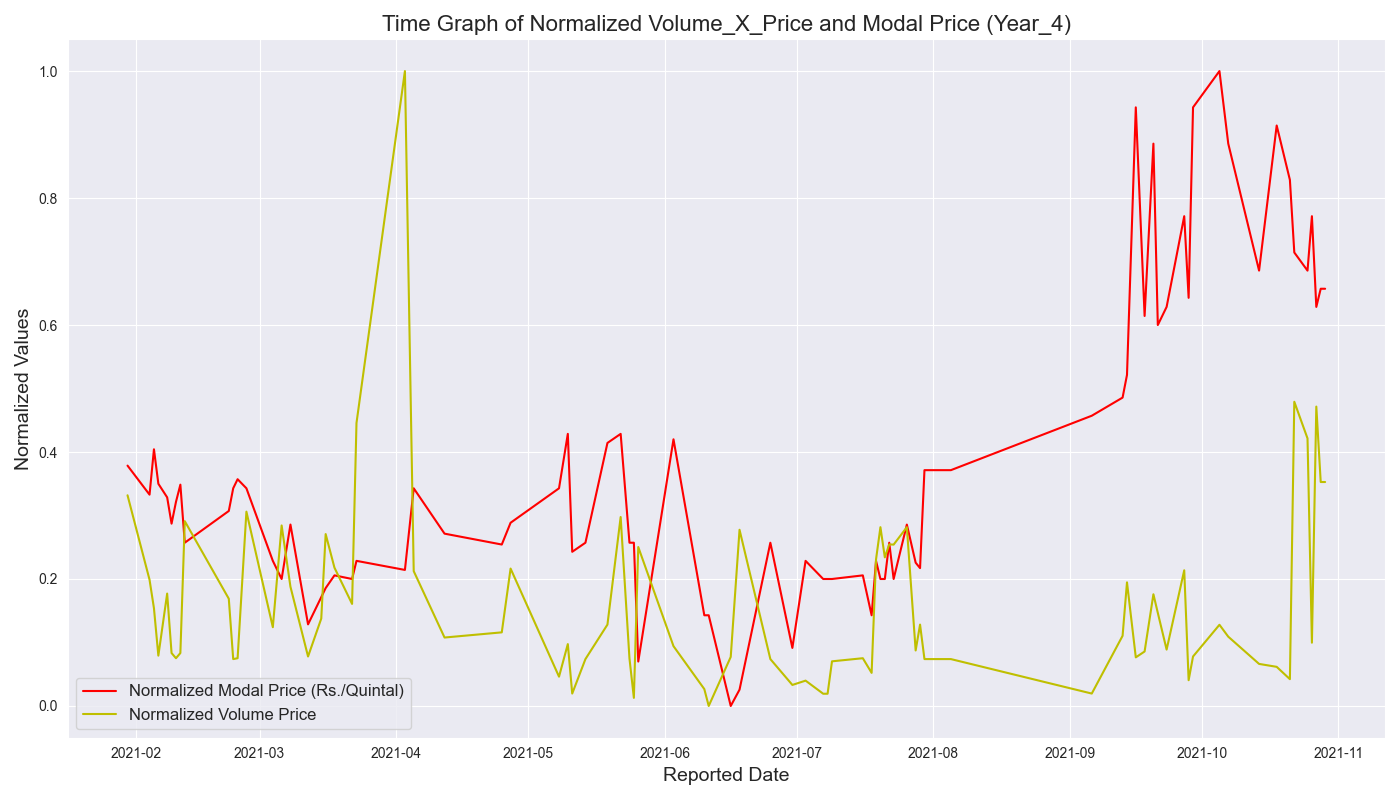 Time Graph of Normalized Volume_X_Price and Modal Price (Year_4)
1.0
0.8
0.6
0.4
0.2
0.0
Normalized Values
Normalized Modal Price (Rs./Quintal)
Normalized Volume Price
2021-02 2021-03 2021-04 2021-05 2021-06 2021-07 2021-08 2021-09 2021-10 2021-11
Reported Date